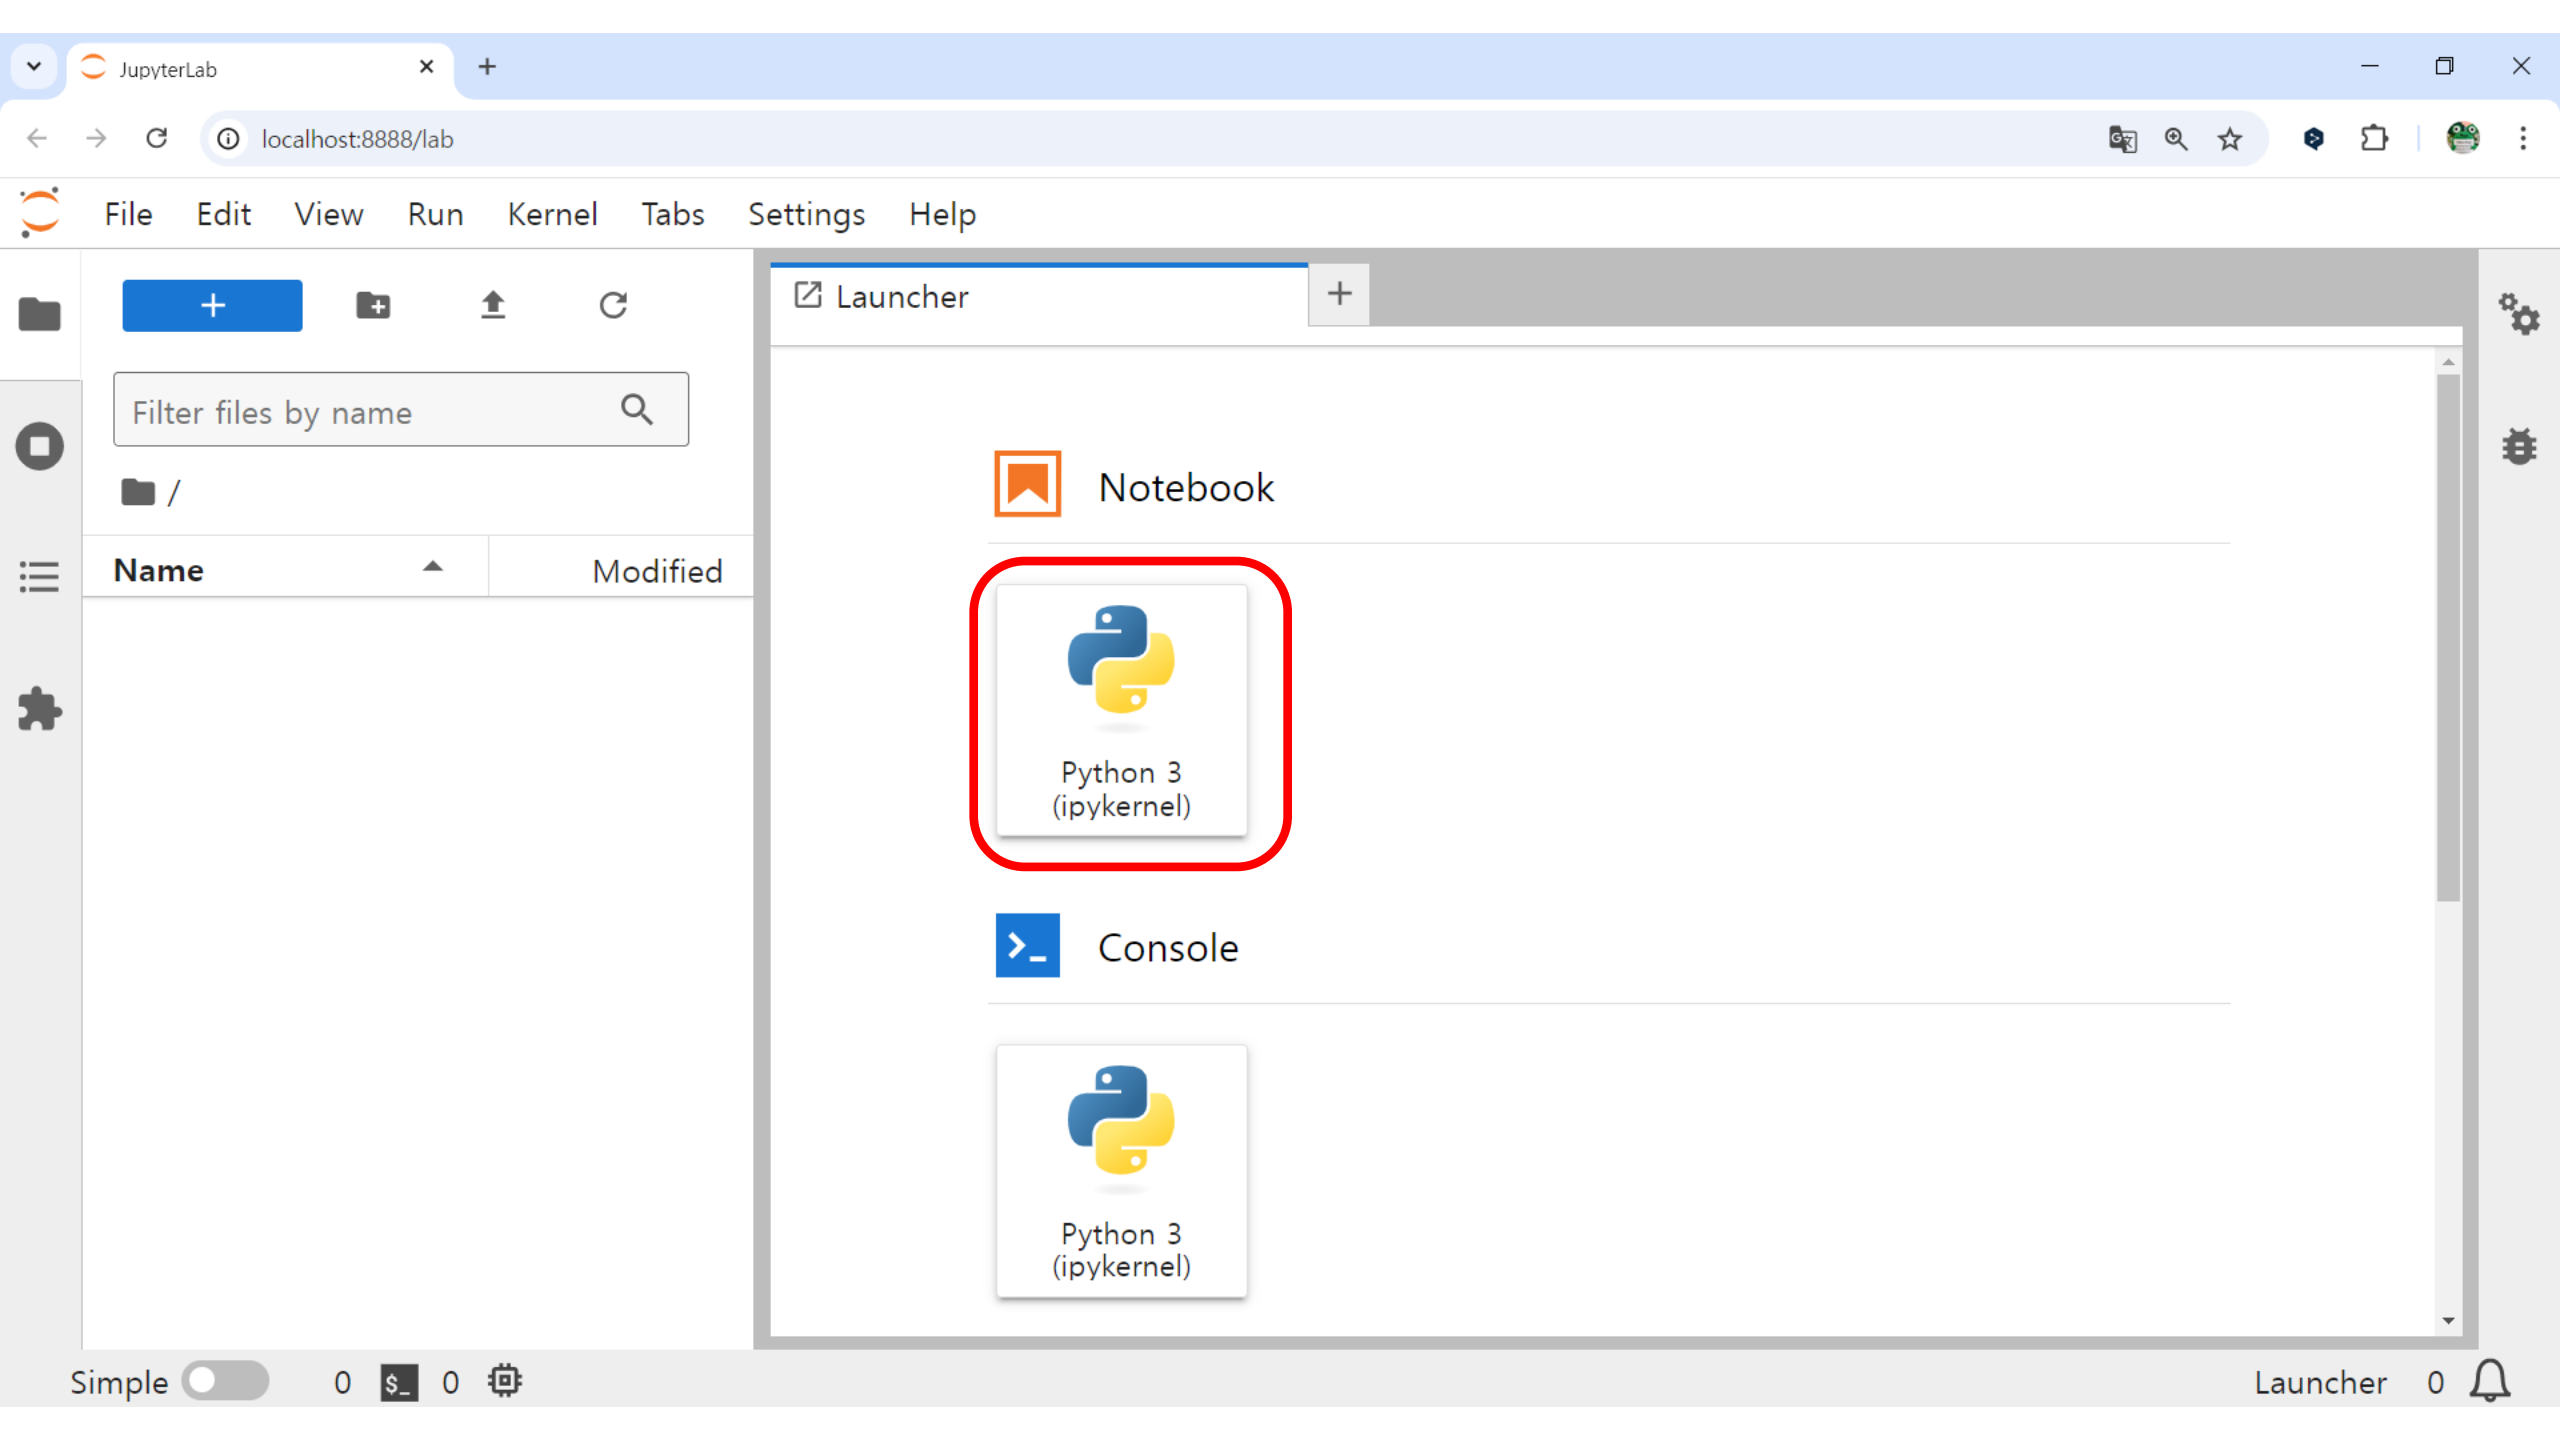 JupyterLab
localhost:8888/lab
File Edit View Run Kernel Tabs Settings Help
Launcher
Filter files by name
/
Name Modified
Notebook
Python 3
(ipykernel)
Console
Python 3
(ipykernel)
Simple 0 $_ 0 Launcher 0